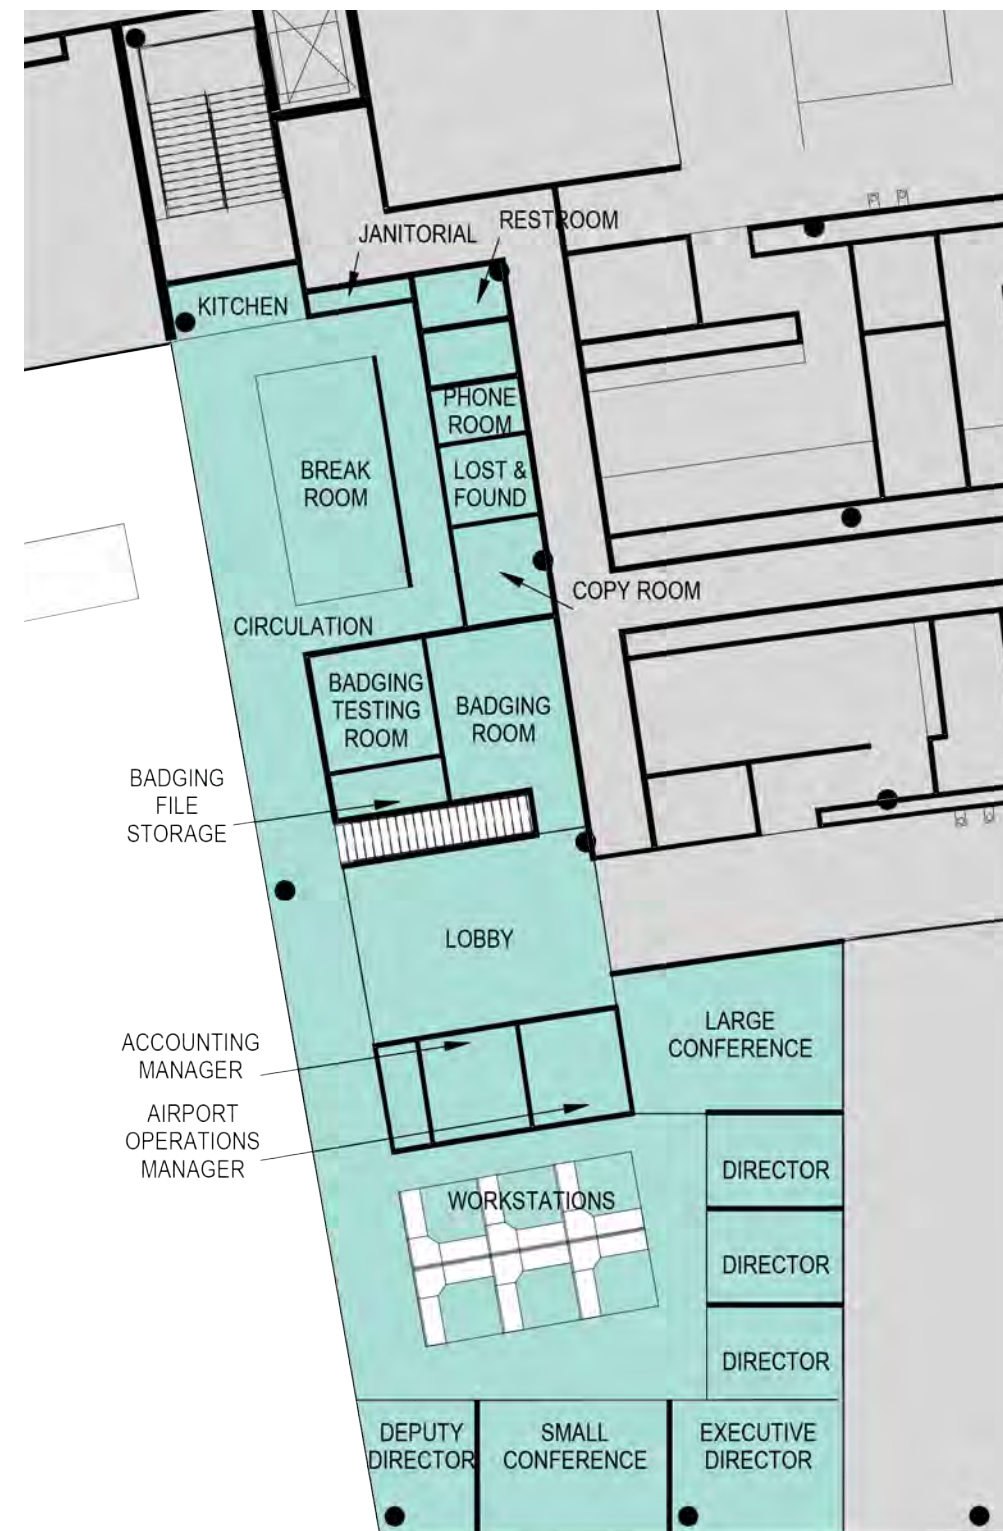 RESTROOM
JANITORIAL
KITCHEN
PHONE
ROOM
BREAK
ROOM
LOST &
FOUND
COPY ROOM
CIRCULATION
BADGING
TESTING
ROOM
BADGING
ROOM
BADGING
FILE
STORAGE
LOBBY
LARGE
CONFERENCE
ACCOUNTING
MANAGER
AIRPORT
OPERATIONS
MANAGER
DIRECTOR
WORKSTATIONS
DIRECTOR
DIRECTOR
DEPUTY
DIRECTOR
SMALL
CONFERENCE
EXECUTIVE
DIRECTOR